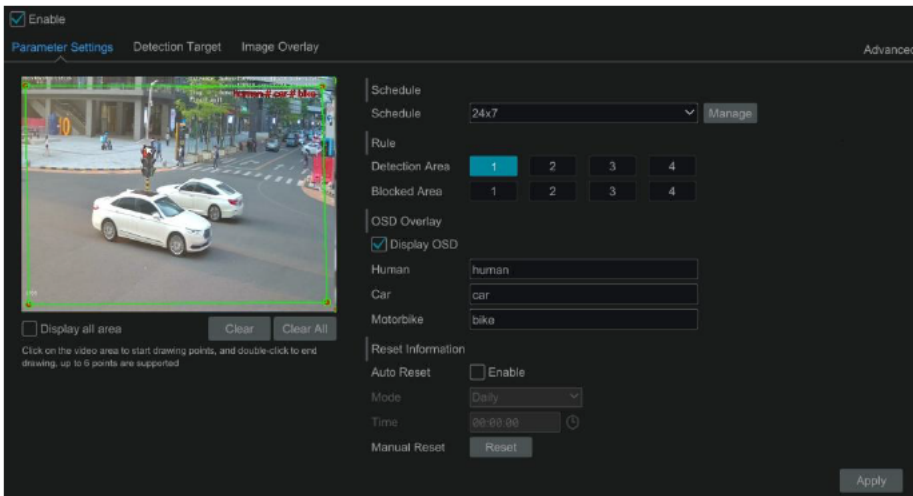 Enable
Parameter Settings Detection Target Image Overlay Advanced
human-# car-# bike-
Schedule
Schedule 24x7 Manage
Rule
Detection Area 1 2 3 4
Blocked Area 1 2 3 4
OSD Overlay
Display OSD
Human human
Car car
Motorbike bike
Display all area Clear Clear All
Click on the video area to start drawing points, and double-click to end
drawing, up to 6 points are supported
Reset Information
Auto Reset Enable
Mode Daily
Time 00:00:00
Manual Reset Reset
Apply